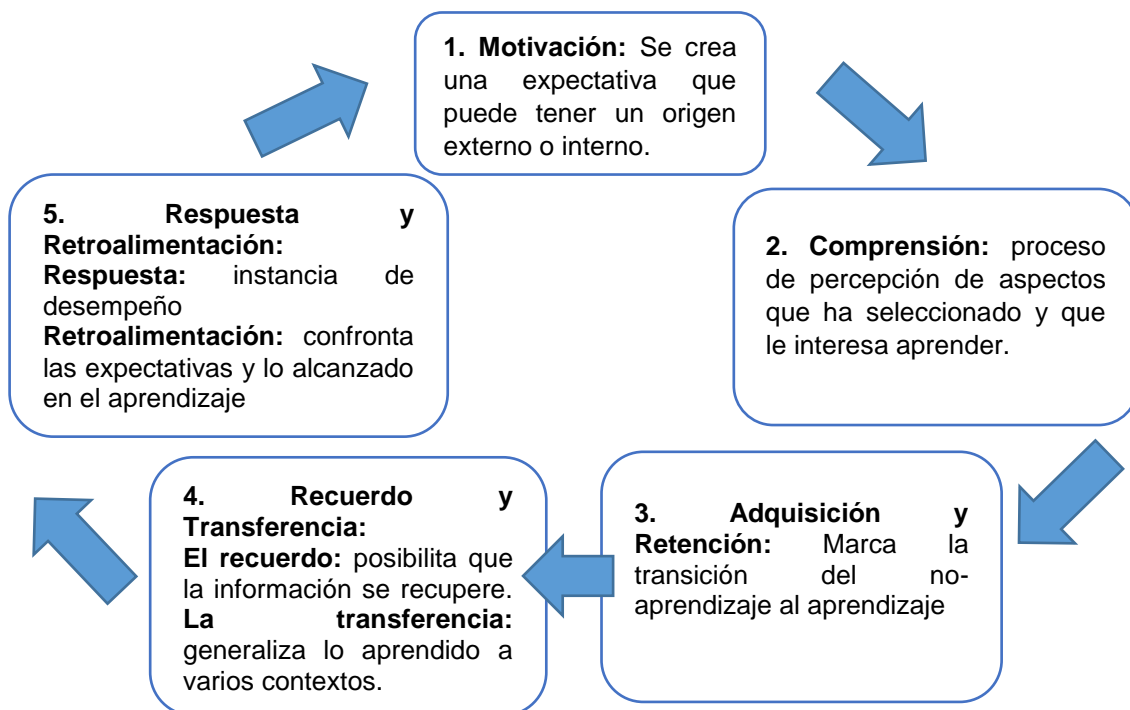 1. Motivación: Se crea
una expectativa que
puede tener un origen
externo o interno.
2. Comprensión: proceso
de percepción de aspectos
que ha seleccionado y que
le interesa aprender.
3. Adquisición y
Retención: Marca la
transición del no-
aprendizaje al aprendizaje
4. Recuerdo y
Transferencia:
El recuerdo: posibilita que
la información se recupere.
La transferencia:
generaliza lo aprendido a
varios contextos.
5. Respuesta y
Retroalimentación:
Respuesta: instancia de
desempeño
Retroalimentación: confronta
las expectativas y lo alcanzado
en el aprendizaje